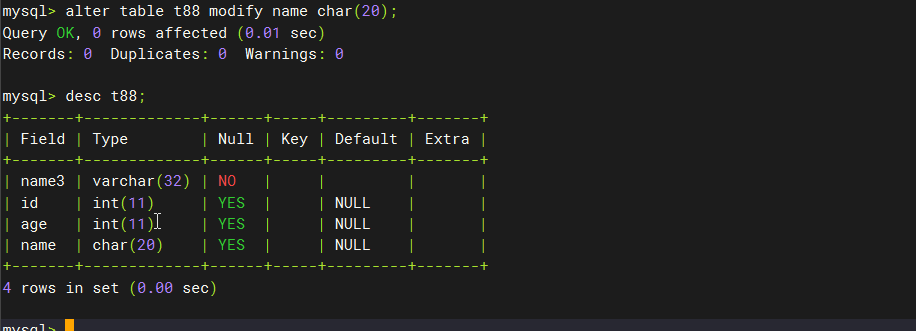 mysql> alter table t88 modify name char(20);
Query OK, 0 rows affected (0.01 sec)
Records: 0  Duplicates: 0  Warnings: 0
mysql> desc t88;
+-------+-------------+------+-----+---------+-------+
| Field | Type        | Null | Key | Default | Extra |
+-------+-------------+------+-----+---------+-------+
| name3 | varchar(32) | NO   |     |         |       |
| id    | int(11)     | YES  |     | NULL    |       |
| age   | int(11)     | YES  |     | NULL    |       |
| name  | char(20)    | YES  |     | NULL    |       |
+-------+-------------+------+-----+---------+-------+
4 rows in set (0.00 sec)
mysql>